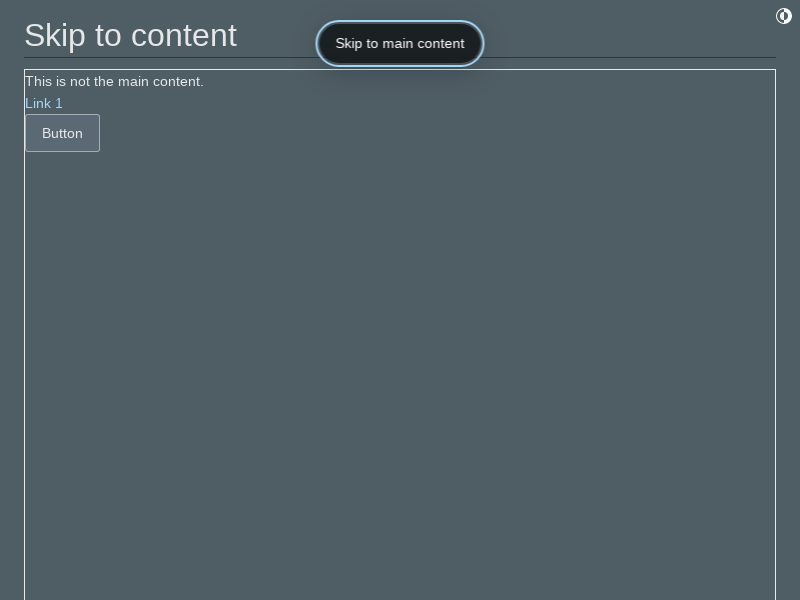 Skip to content
Skip to main content
This is not the main content.
Link 1
Button